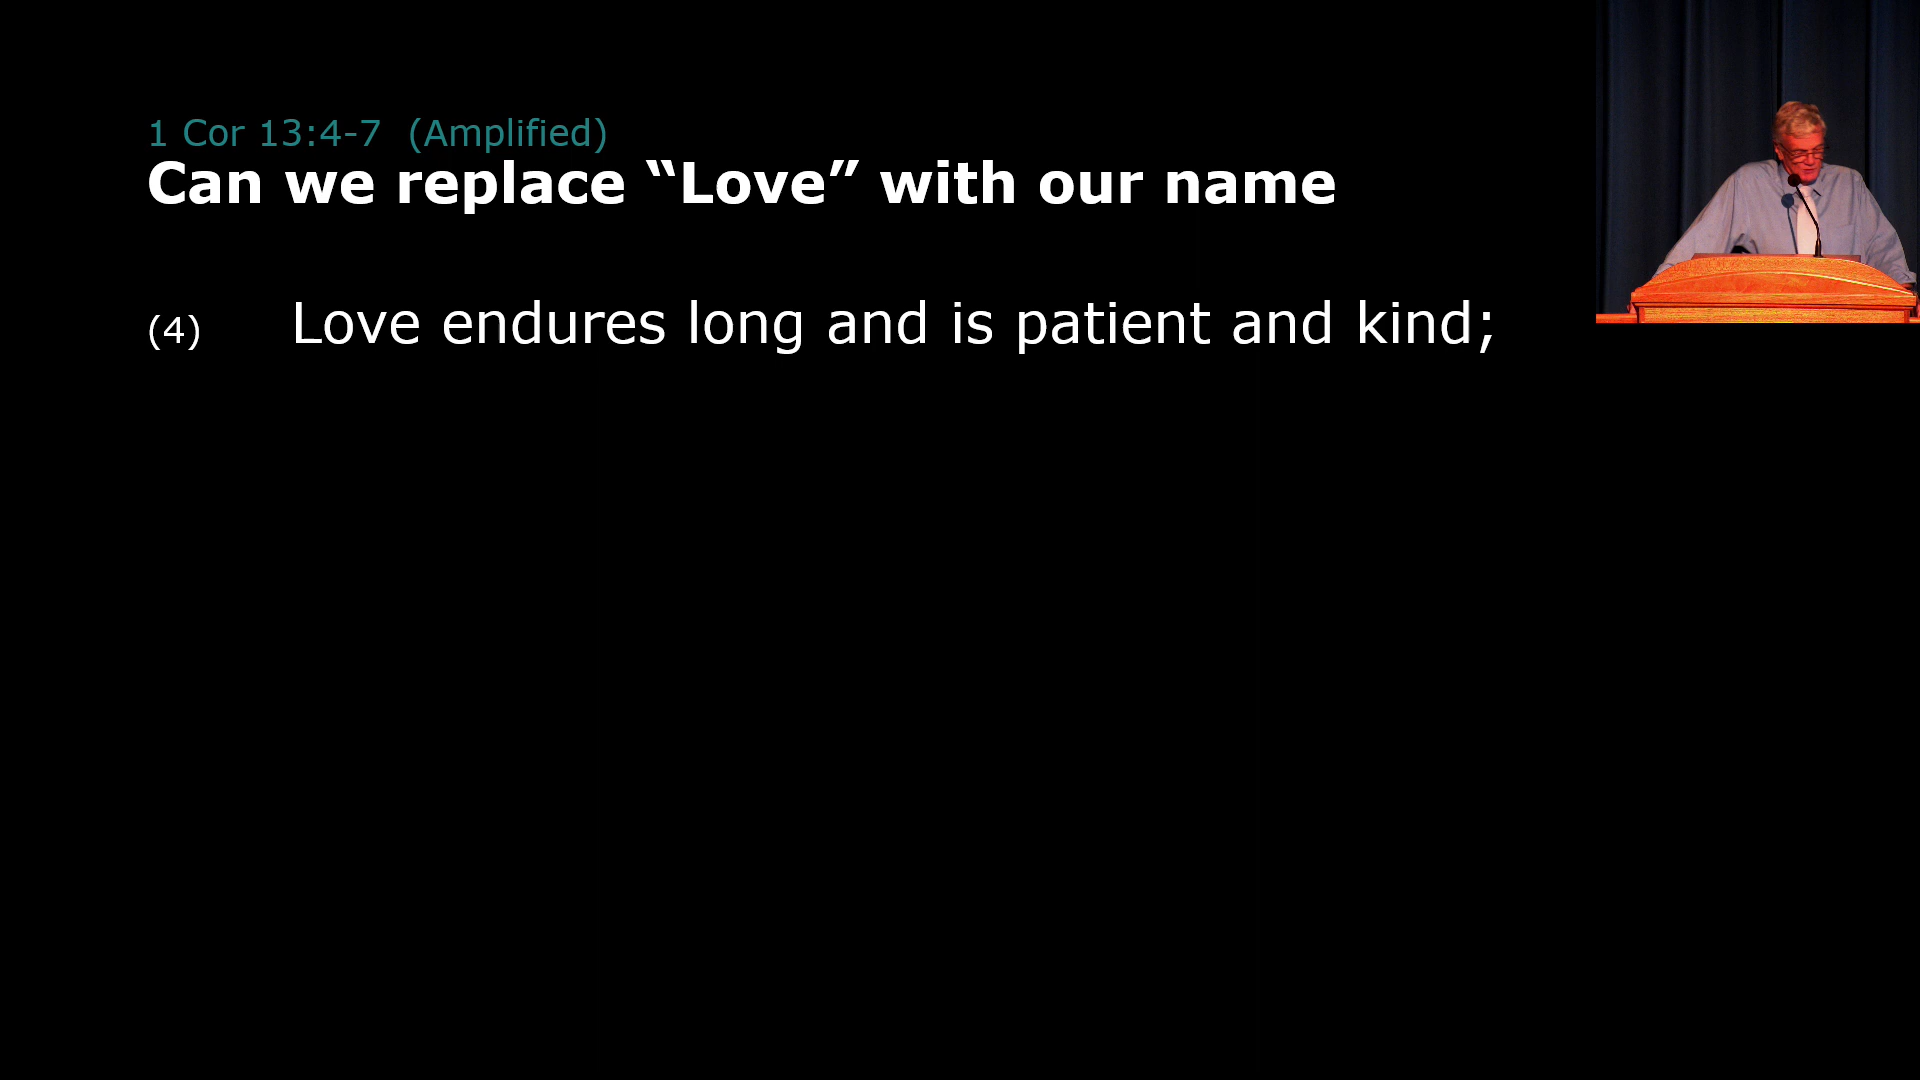 1 Cor 13:4-7 (Amplified)
Can we replace “Love” with our name
(4) Love endures long and is patient and kind;